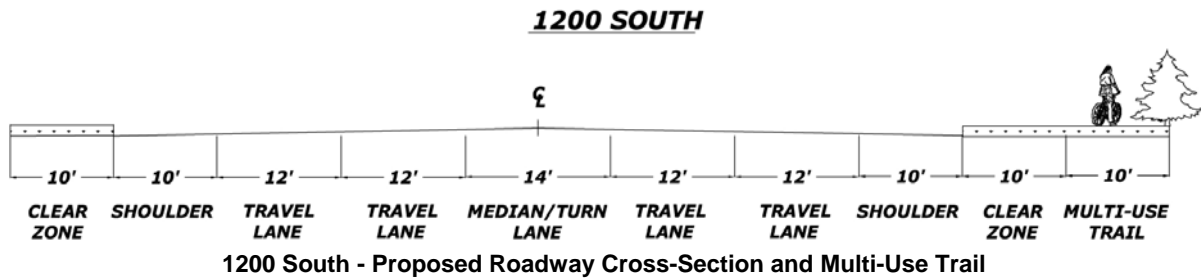 1200 SOUTH
℄
10' 10' 12' 12' 14' 12' 12' 10' 10' 10'
CLEAR SHOULDER TRAVEL TRAVEL MEDIAN/TURN TRAVEL TRAVEL SHOULDER CLEAR MULTI-USE
ZONE LANE LANE LANE LANE LANE ZONE TRAIL
1200 South - Proposed Roadway Cross-Section and Multi-Use Trail